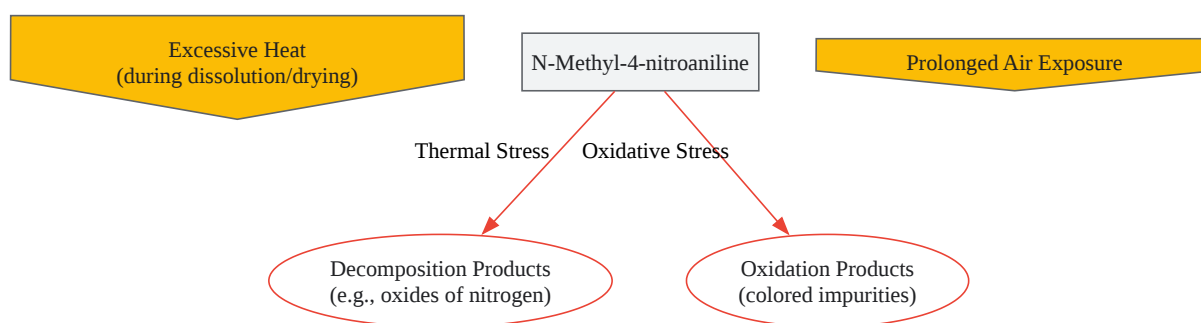 Excessive Heat
(during dissolution/drying)
N-Methyl-4-nitroaniline
Prolonged Air Exposure
Thermal Stress
Oxidative Stress
Decomposition Products
(e.g., oxides of nitrogen)
Oxidation Products
(colored impurities)